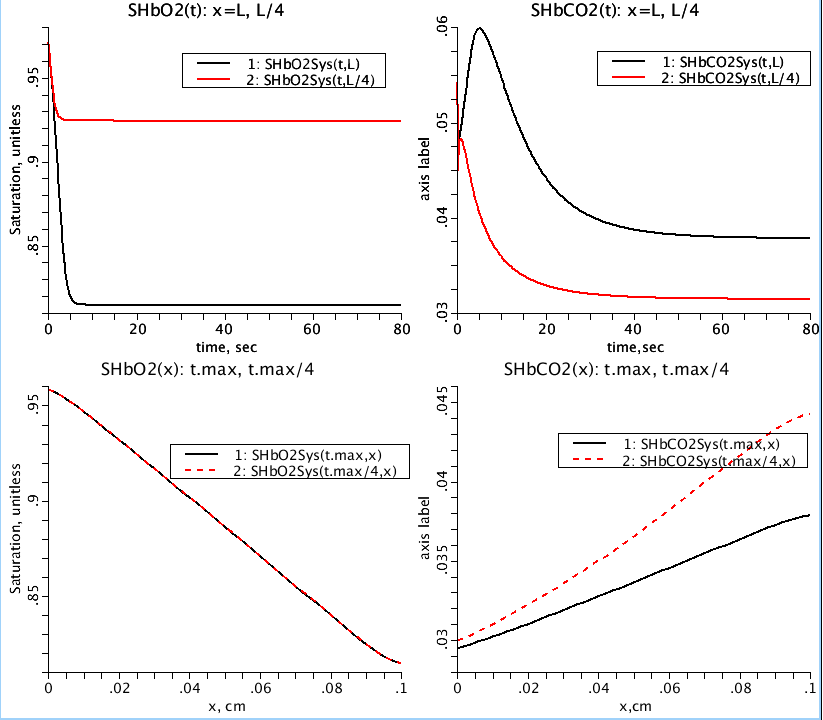 SHbO2(t): x=L, L/4
1: SHbO2Sys(t,L)
2: SHbO2Sys(t,L/4)
Saturation, unitless
.95
.9
.85
0
20
40
60
80
time, sec
SHbCO2(t): x=L, L/4
1: SHbCO2Sys(t,L)
2: SHbCO2Sys(t,L/4)
axis label
.06
.05
.04
.03
0
20
40
60
80
time,sec
SHbO2(x): t.max, t.max/4
1: SHbO2Sys(t.max,x)
2: SHbO2Sys(t.max/4,x)
Saturation, unitless
.95
.9
.85
0
.02
.04
.06
.08
.1
x, cm
SHbCO2(x): t.max, t.max/4
1: SHbCO2Sys(t.max,x)
2: SHbCO2Sys(t.max/4,x)
axis label
.045
.04
.035
.03
0
.02
.04
.06
.08
.1
x,cm